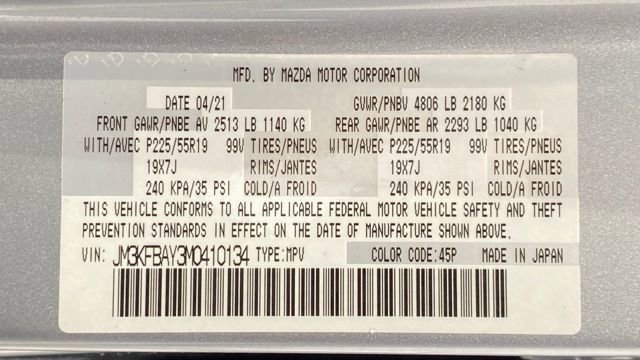 MFD. BY MAZDA MOTOR CORPORATION
DATE 04/21 GVWR/PNBV 4806 LB 2180 KG
FRONT GAWR/PNBE AV 2513 LB 1140 KG REAR GAWR/PNBE AR 2293 LB 1040 KG
WITH/AVEC P225/55R19 99V TIRES/PNEUS WITH/AVEC P225/55R19 99V TIRES/PNEUS
19X7J RIMS/JANTES 19X7J RIMS/JANTES
240 KPA/35 PSI COLD/A FROID 240 KPA/35 PSI COLD/A FROID
THIS VEHICLE CONFORMS TO ALL APPLICABLE FEDERAL MOTOR VEHICLE SAFETY AND THEFT
PREVENTION STANDARDS IN EFFECT ON THE DATE OF MANUFACTURE SHOWN ABOVE.
VIN: JM3KFBAY3M0410134 TYPE:MPV COLOR CODE:45P MADE IN JAPAN